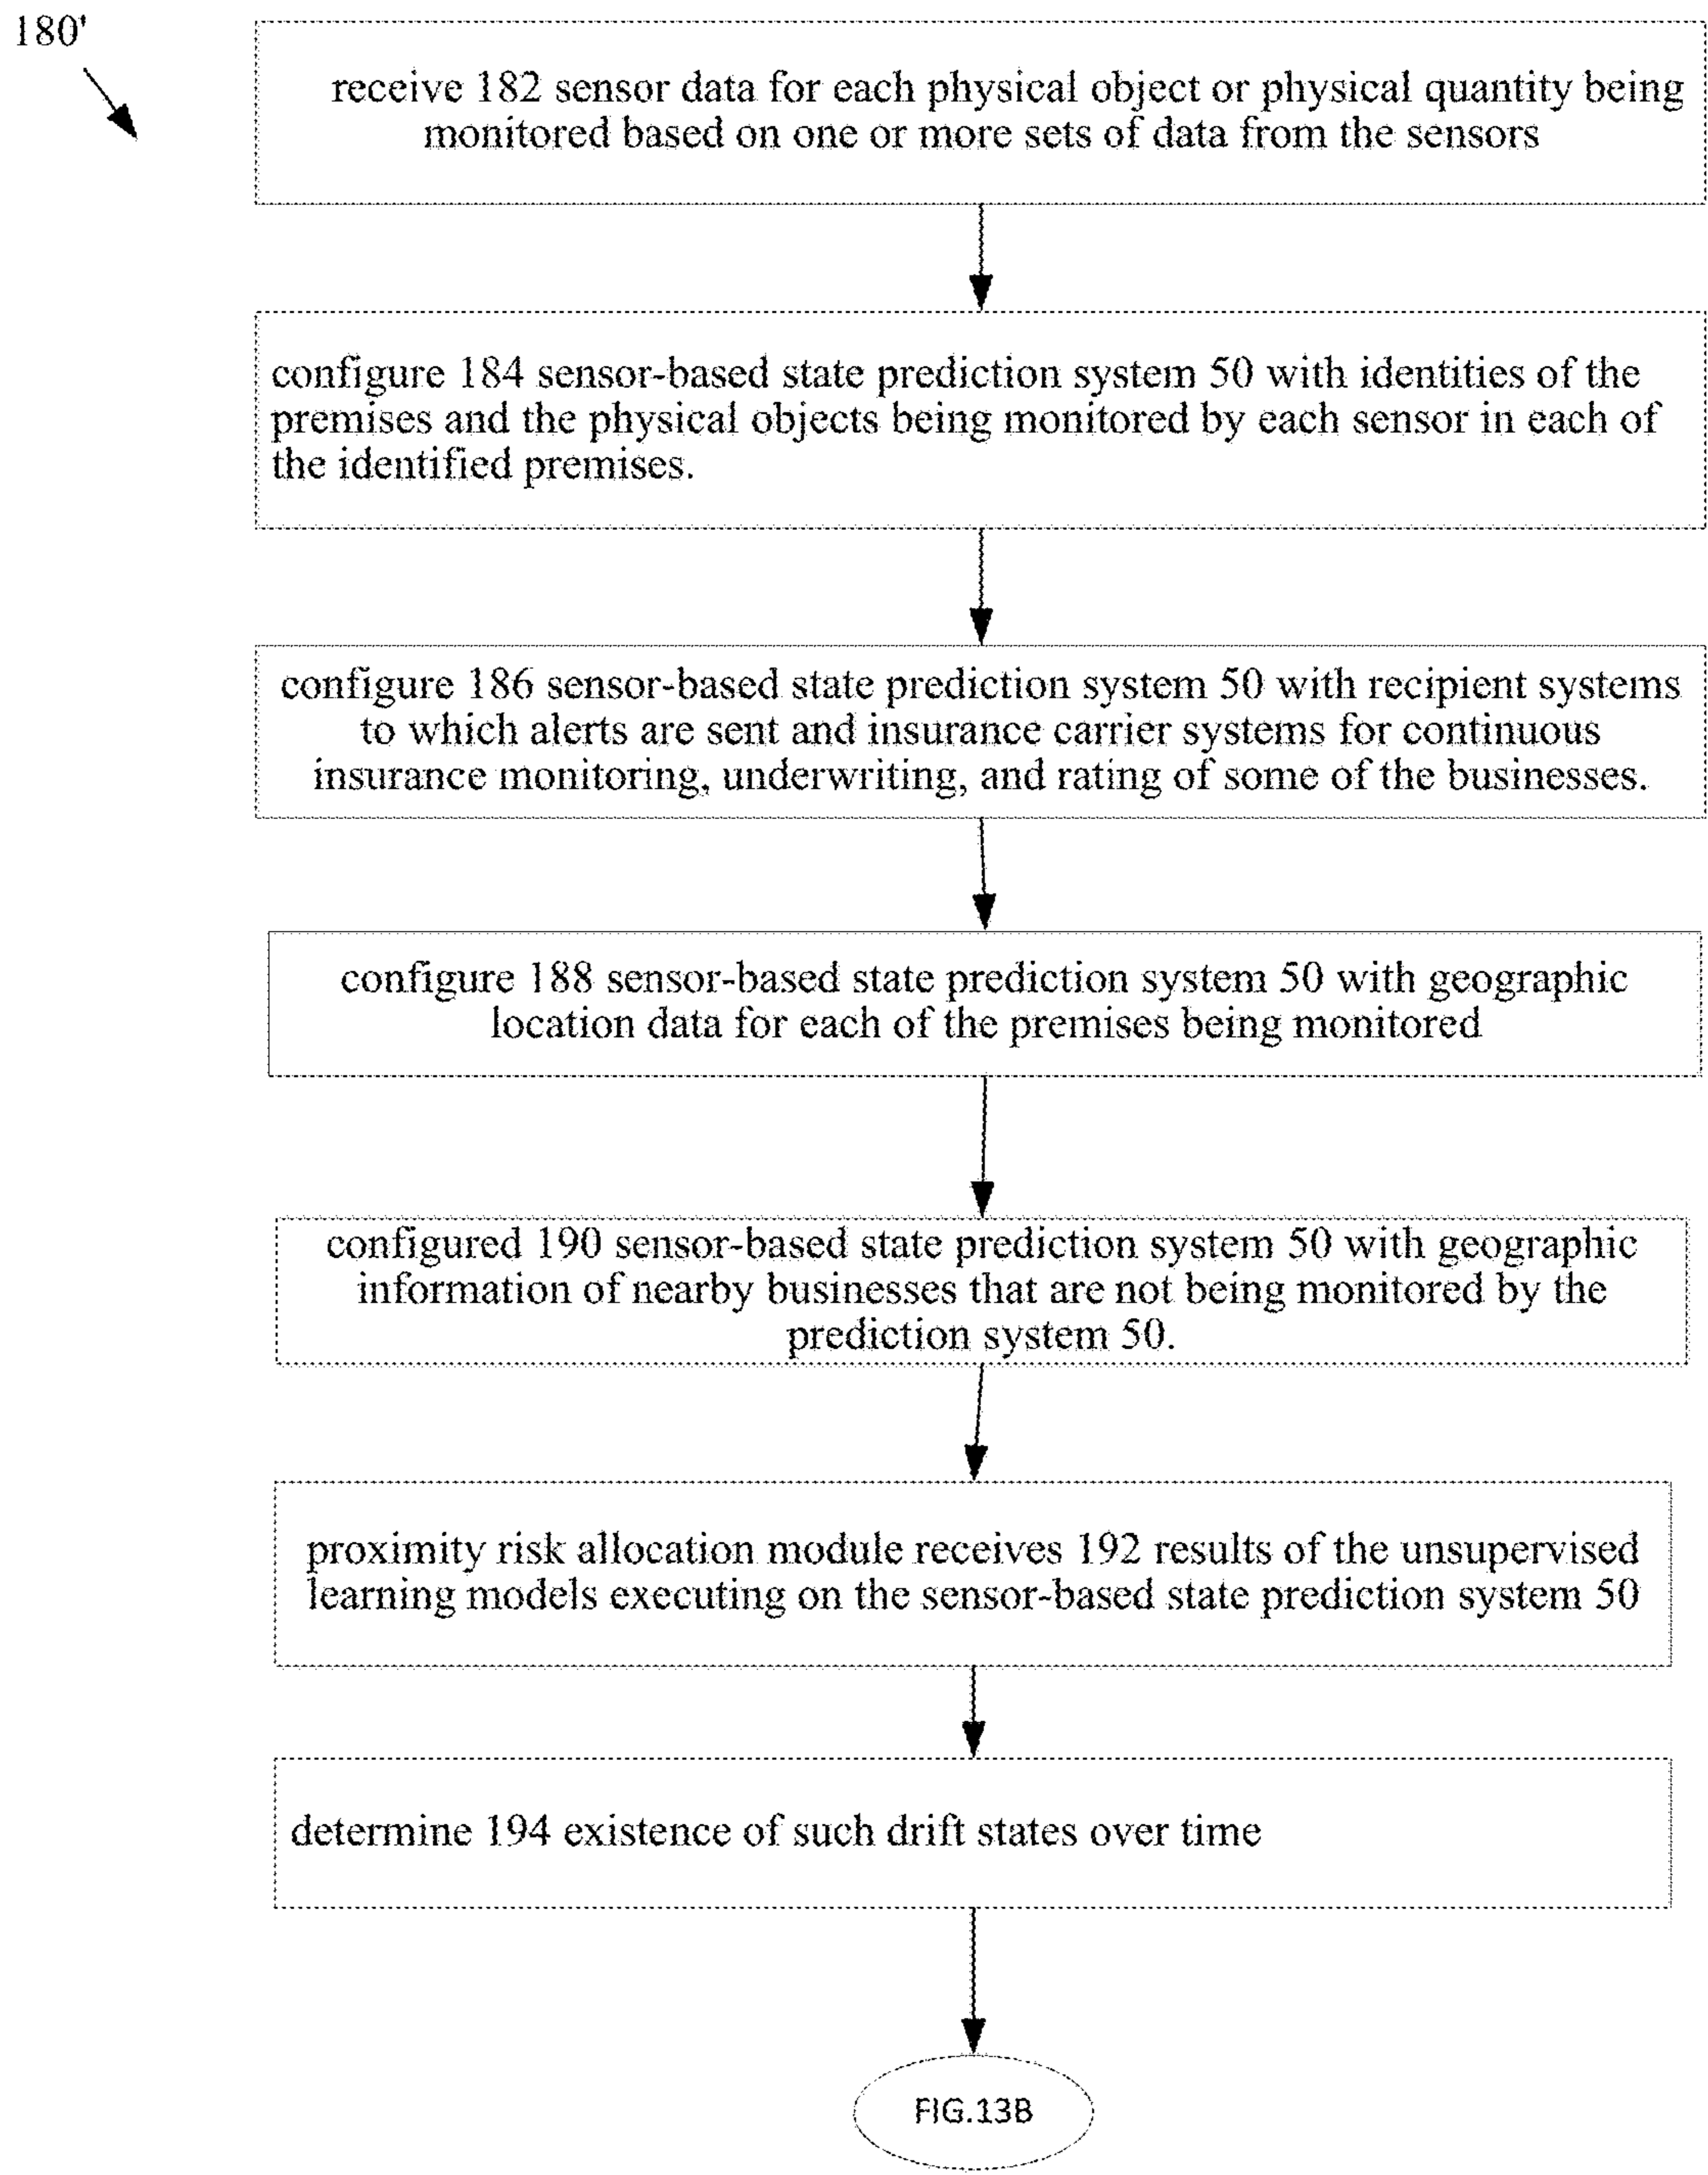 180'
receive 182 sensor data for each physical object or physical quantity being
monitored based on one or more sets of data from the sensors
configure 184 sensor-based state prediction system 50 with identities of the
premises and the physical objects being monitored by each sensor in each of
the identified premises.
configure 186 sensor-based state prediction system 50 with recipient systems
to which alerts are sent and insurance carrier systems for continuous
insurance monitoring, underwriting, and rating of some of the businesses.
configure 188 sensor-based state prediction system 50 with geographic
location data for each of the premises being monitored
configured 190 sensor-based state prediction system 50 with geographic
information of nearby businesses that are not being monitored by the
prediction system 50.
proximity risk allocation module receives 192 results of the unsupervised
learning models executing on the sensor-based state prediction system 50
determine 194 existence of such drift states over time
FIG.13B